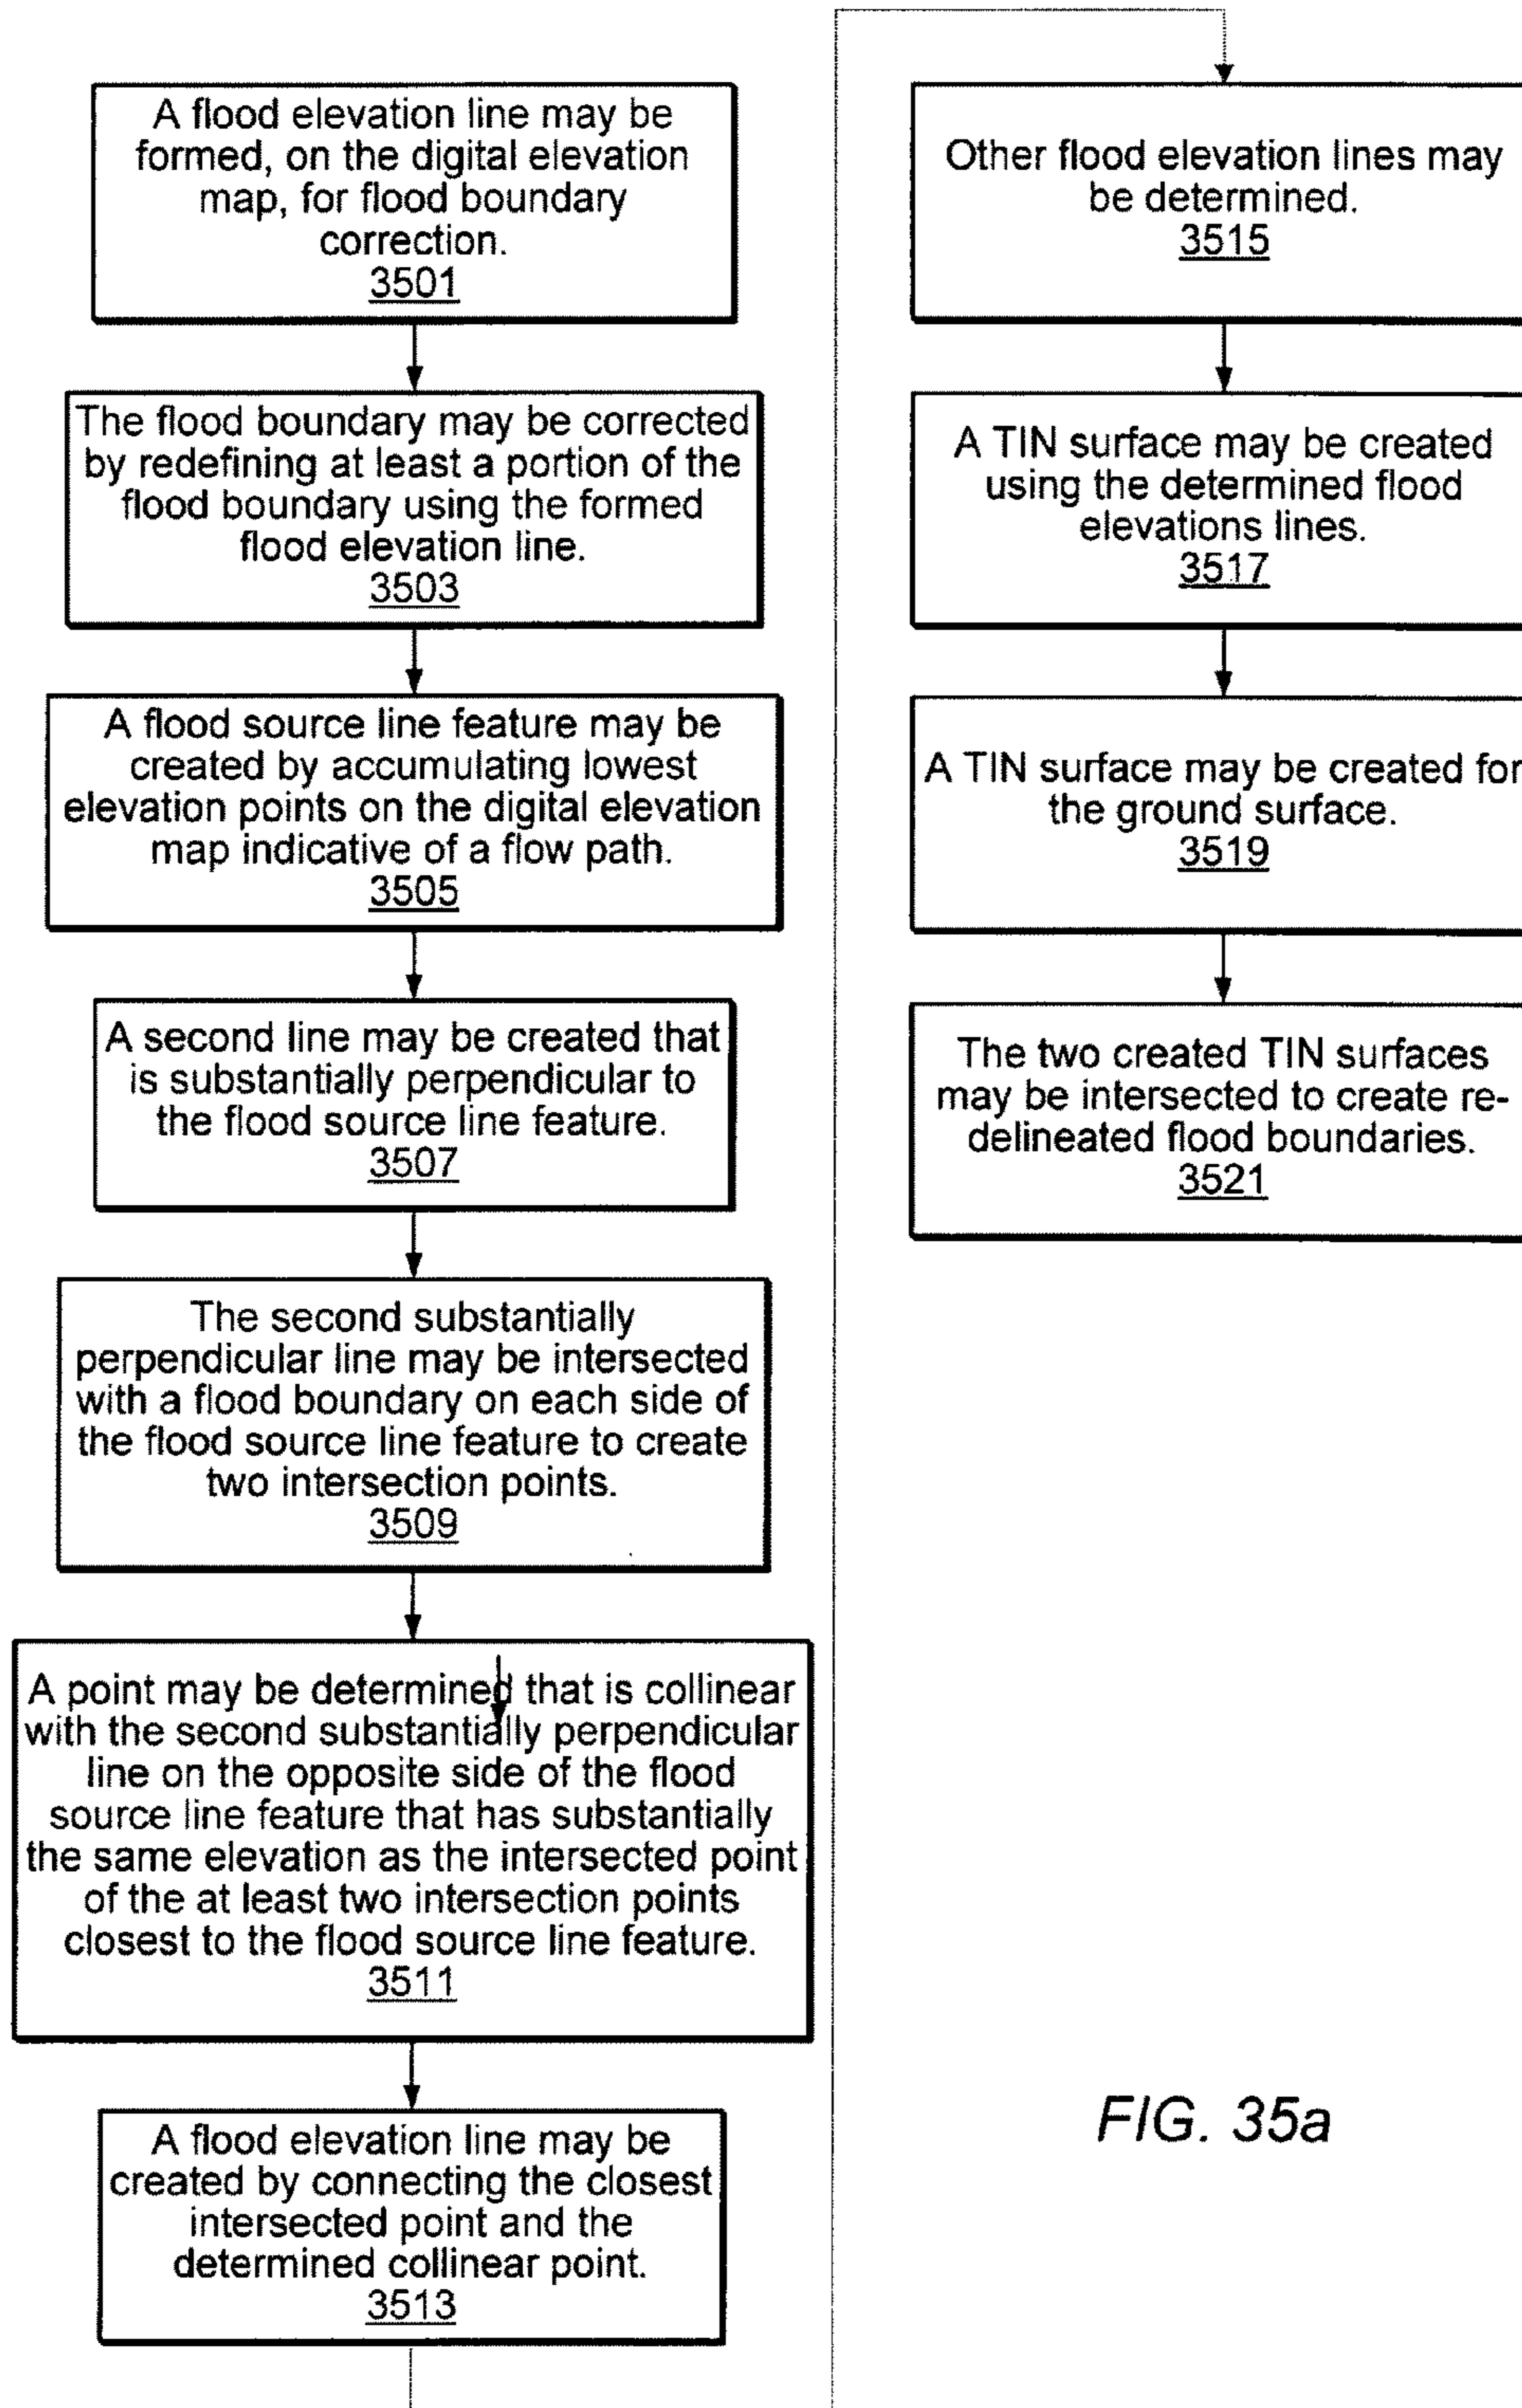 A flood elevation line may be
formed, on the digital elevation
map, for flood boundary
correction.
3501
The flood boundary may be corrected
by redefining at least a portion of the
flood boundary using the formed
flood elevation line.
3503
A flood source line feature may be
created by accumulating lowest
elevation points on the digital elevation
map indicative of a flow path.
3505
A second line may be created that
is substantially perpendicular to
the flood source line feature.
3507
The second substantially
perpendicular line may be intersected
with a flood boundary on each side of
the flood source line feature to create
two intersection points.
3509
A point may be determined that is collinear
with the second substantially perpendicular
line on the opposite side of the flood
source line feature that has substantially
the same elevation as the intersected point
of the at least two intersection points
closest to the flood source line feature.
3511
A flood elevation line may be
created by connecting the closest
intersected point and the
determined collinear point.
3513
Other flood elevation lines may
be determined.
3515
A TIN surface may be created
using the determined flood
elevations lines.
3517
A TIN surface may be created for
the ground surface.
3519
The two created TIN surfaces
may be intersected to create re-
delineated flood boundaries.
3521
FIG. 35a